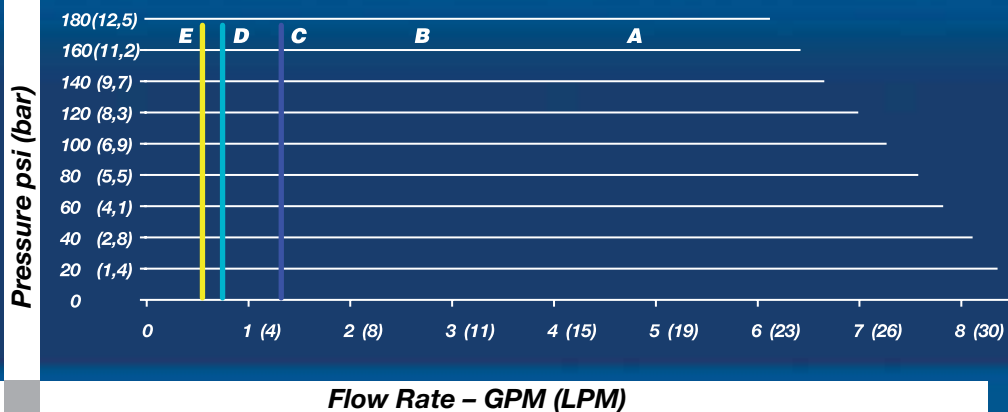 180 (12,5)
E D C B A
160 (11,2)
140 (9,7)
120 (8,3)
100 (6,9)
80 (5,5)
60 (4,1)
40 (2,8)
20 (1,4)
0
0 1 (4) 2 (8) 3 (11) 4 (15) 5 (19) 6 (23) 7 (26) 8 (30)
Pressure psi (bar)
Flow Rate – GPM (LPM)